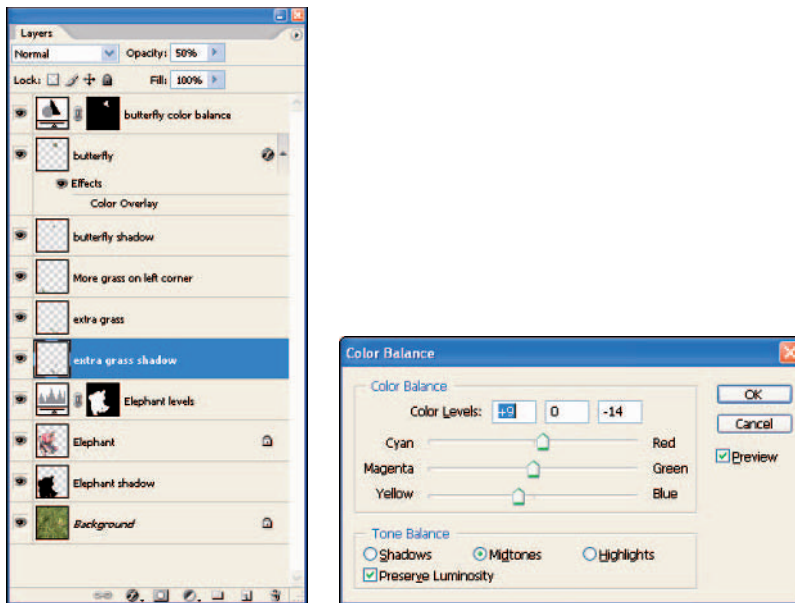 Layers
Normal Opacity: 50%
Lock: Fill: 100%
butterfly color balance
butterfly
Effects
Color Overlay
butterfly shadow
More grass on left corner
extra grass
extra grass shadow
Elephant levels
Elephant
Elephant shadow
Background
Color Balance
Color Balance
Color Levels: +9 0 -14
Cyan Red
Magenta Green
Yellow Blue
Tone Balance
Shadows Midtones Highlights
Preserve Luminosity
OK
Cancel
Preview